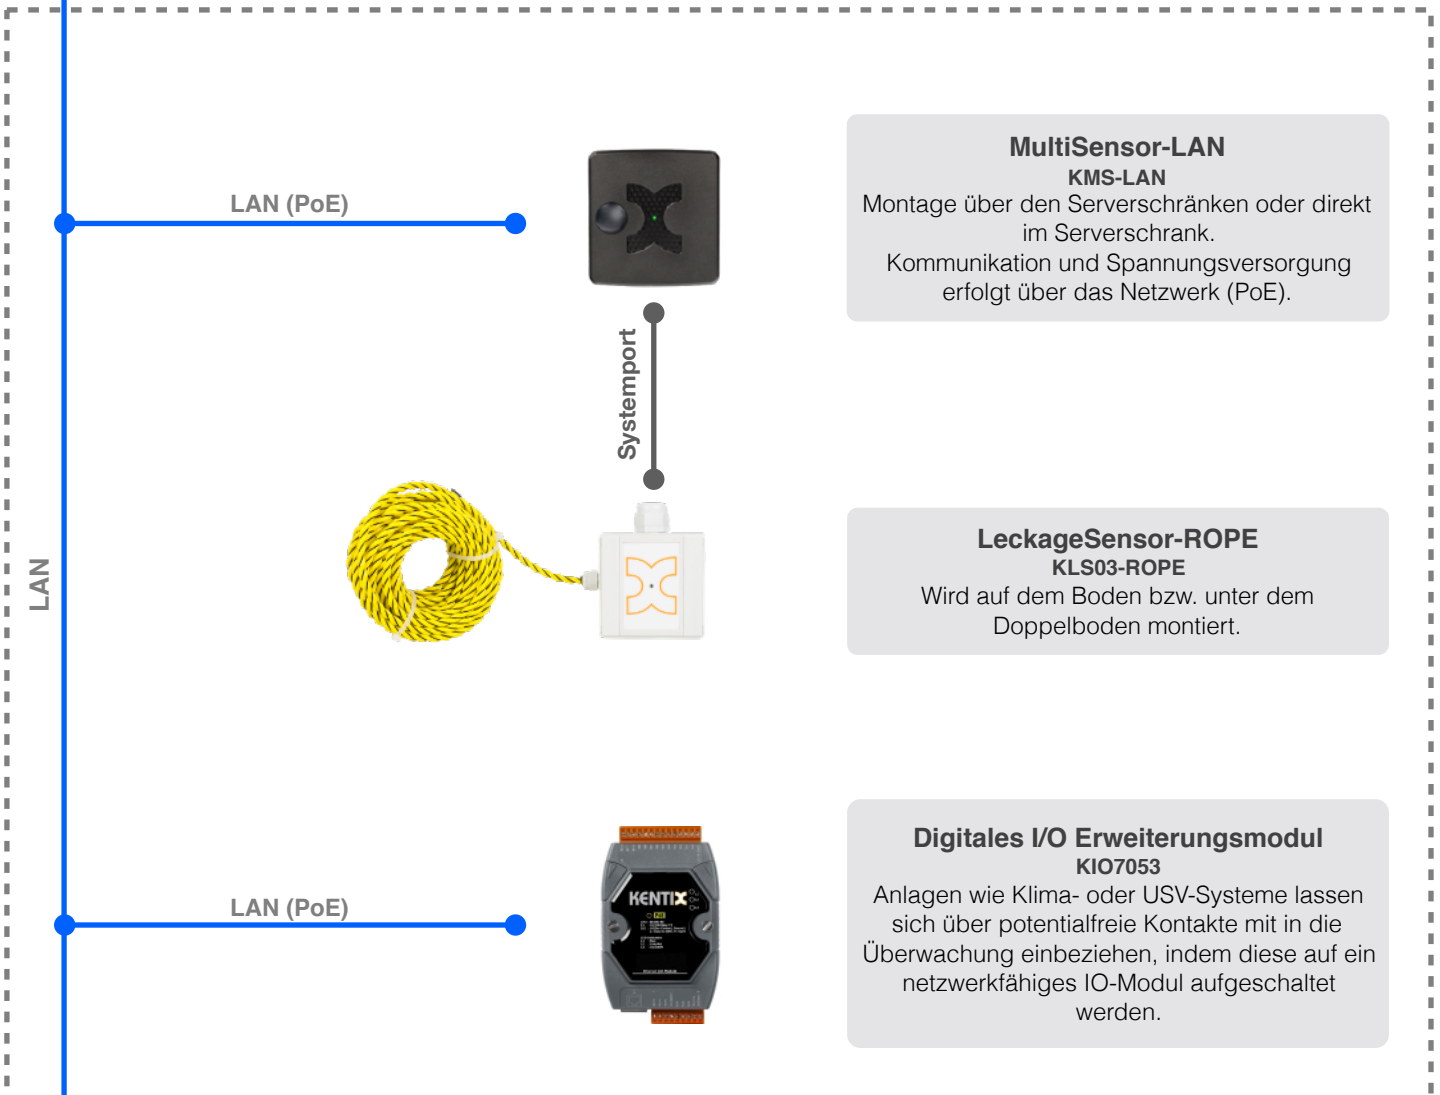 LAN (PoE)
MultiSensor-LAN
KMS-LAN
Montage über den Serverschränken oder direkt
im Serverschrank.
Kommunikation und Spannungsversorgung
erfolgt über das Netzwerk (PoE).
Systemport
LAN
LeckageSensor-ROPE
KLS03-ROPE
Wird auf dem Boden bzw. unter dem
Doppelboden montiert.
LAN (PoE)
KENTIX
PoE
Digitales I/O Erweiterungsmodul
KIO7053
Anlagen wie Klima- oder USV-Systeme lassen
sich über potentialfreie Kontakte mit in die
Überwachung einbeziehen, indem diese auf ein
netzwerkfähiges IO-Modul aufgeschaltet
werden.